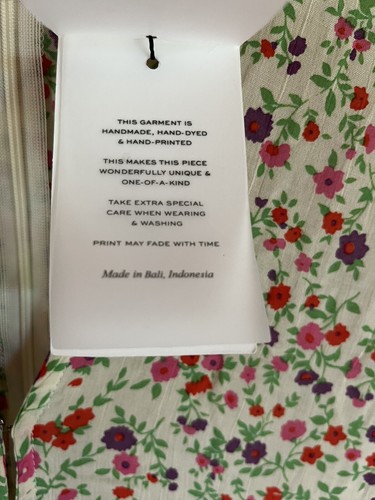 THIS GARMENT IS
HANDMADE, HAND-DYED
& HAND-PRINTED
THIS MAKES THIS PIECE
WONDERFULLY UNIQUE &
ONE-OF-A-KIND
TAKE EXTRA SPECIAL
CARE WHEN WEARING
& WASHING
PRINT MAY FADE WITH TIME
Made in Bali, Indonesia